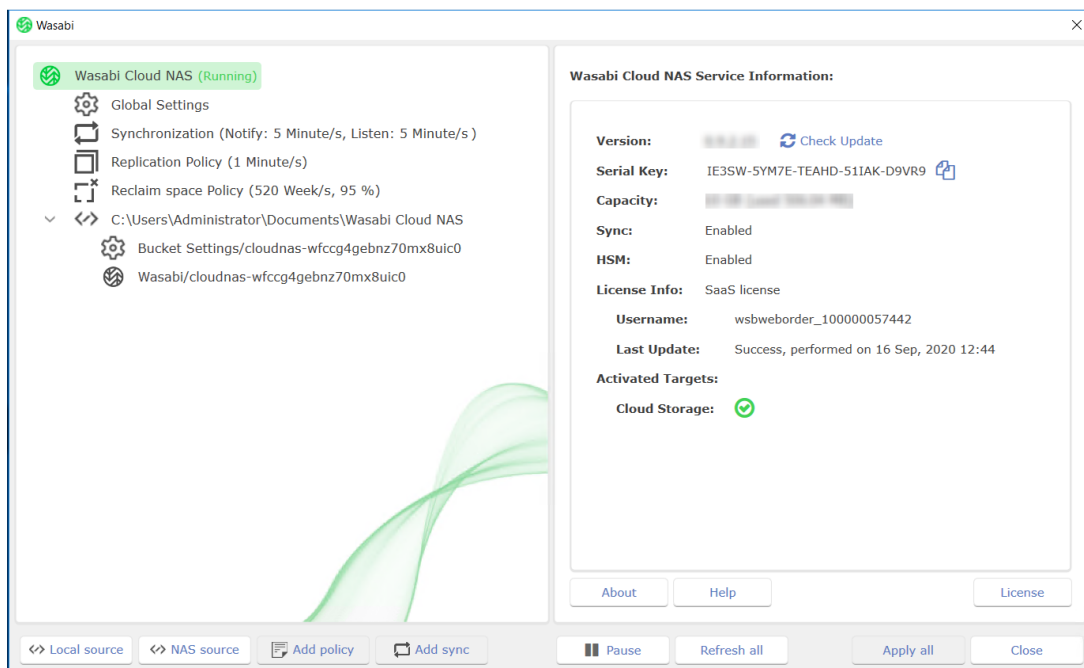 Wasabi
Wasabi Cloud NAS (Running)
Global Settings
Synchronization (Notify: 5 Minute/s, Listen: 5 Minute/s )
Replication Policy (1 Minute/s)
Reclaim space Policy (520 Week/s, 95 %)
C:\Users\Administrator\Documents\Wasabi Cloud NAS
Bucket Settings/cloudnas-wfccg4gebnz70mx8uic0
Wasabi/cloudnas-wfccg4gebnz70mx8uic0
Wasabi Cloud NAS Service Information:
Version: Check Update
Serial Key: IE3SW-5YM7E-TEAHD-51IAK-D9VR9
Capacity:
Sync: Enabled
HSM: Enabled
License Info: SaaS license
Username: wsbweborder_100000057442
Last Update: Success, performed on 16 Sep, 2020 12:44
Activated Targets:
Cloud Storage:
About Help License
Local source NAS source Add policy Add sync Pause Refresh all Apply all Close